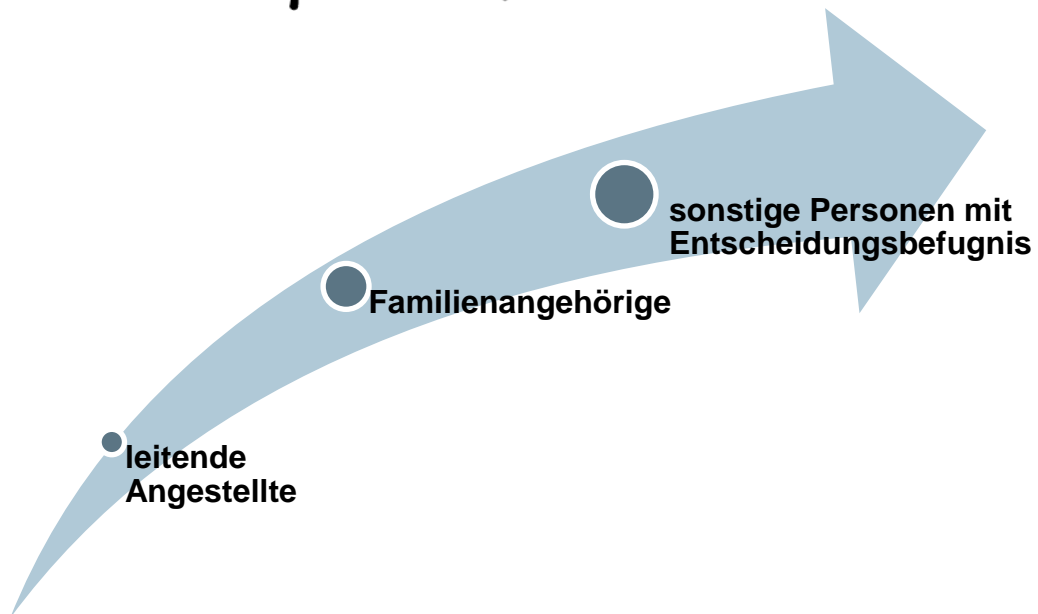 sonstige Personen mit
Entscheidungsbefugnis
Familienangehörige
leitende
Angestellte